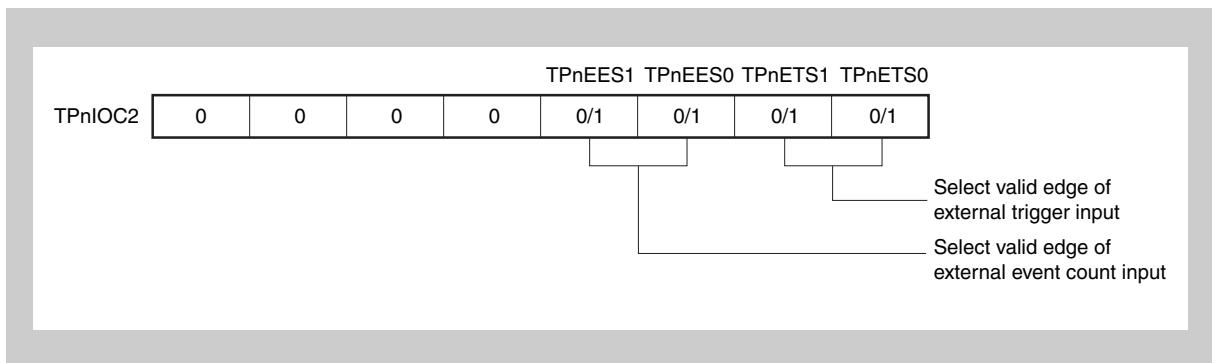 TPnEES1 TPnEES0 TPnETS1 TPnETS0
TPnIOC2 0 0 0 0 0/1 0/1 0/1 0/1
Select valid edge of
external trigger input
Select valid edge of
external event count input